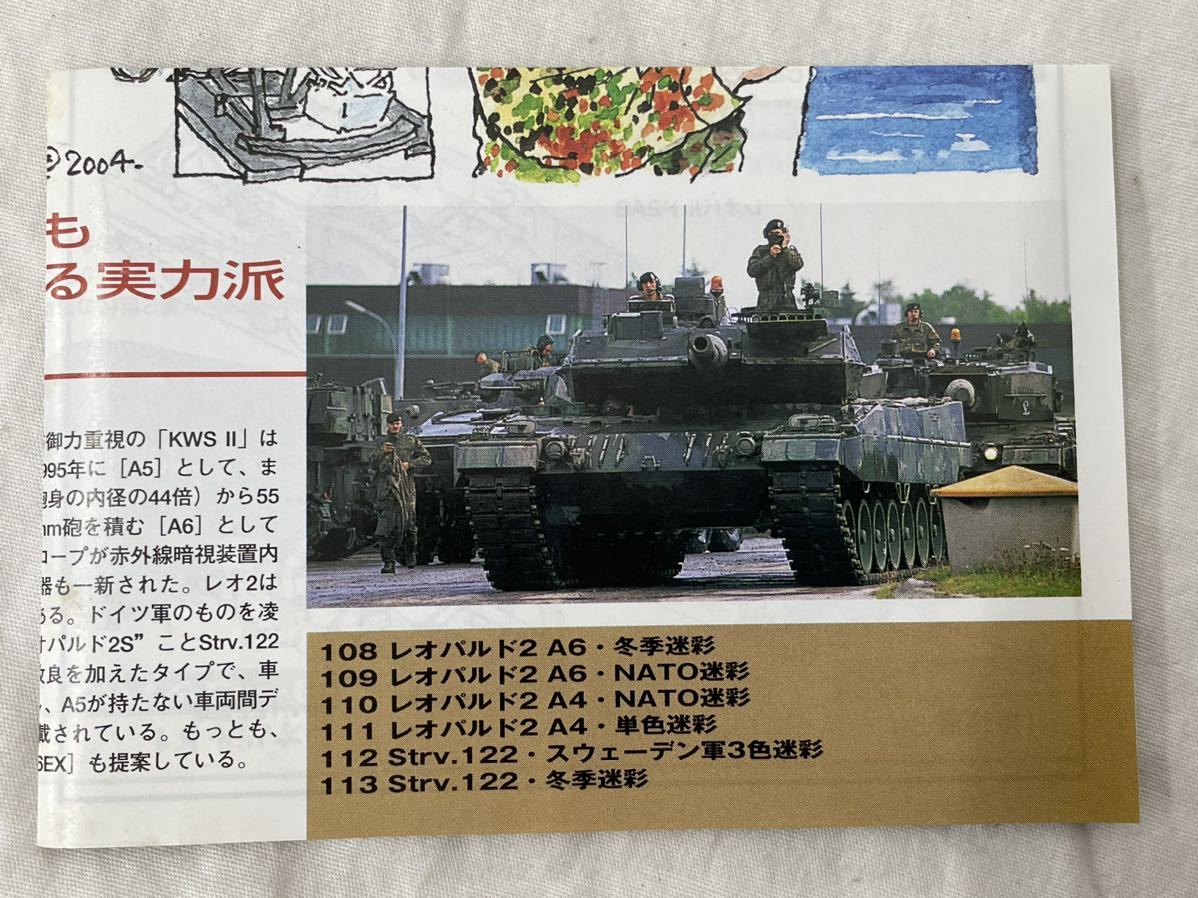 2004-
も
る実力派
御力重視の「KWS II」は
995年に［A5］として、ま
身の内径の44倍）から55
mm砲を積む［A6］として
ロープが赤外線暗視装置内
器も一新された。レオ2は
ある。ドイツ軍のものを凌
オパルド2S”ことStrv.122
改良を加えたタイプで、車
、A5が持たない車両間デ
載されている。もっとも、
6EX］も提案している。
108 レオパルド2 A6・冬季迷彩
109 レオパルド2 A6・NATO迷彩
110 レオパルド2 A4・NATO迷彩
111 レオパルド2 A4・単色迷彩
112 Strv.122・スウェーデン軍3色迷彩
113 Strv.122・冬季迷彩